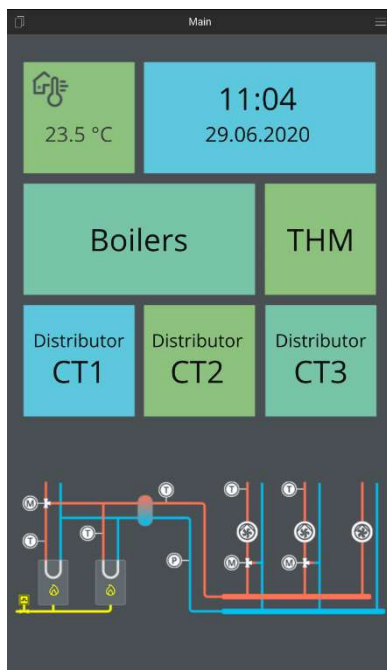 Main
23.5 °C
11:04
29.06.2020
Boilers
THM
Distributor
CT1
Distributor
CT2
Distributor
CT3
T
T
T
M
T
T
P
M
M